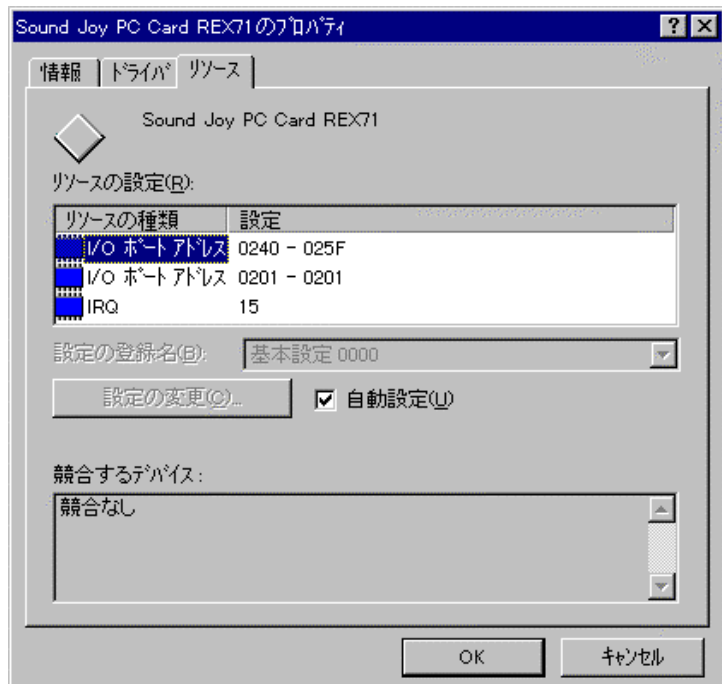 Sound Joy PC Card REX71のﾌﾟﾛﾊﾟﾃｨ
情報 ﾄﾞﾗｲﾊﾞ ﾘｿｰｽ
Sound Joy PC Card REX71
ﾘｿｰｽの設定(R):
ﾘｿｰｽの種類 設定
I/O ﾎﾟｰﾄ ｱﾄﾞﾚｽ 0240 - 025F
I/O ﾎﾟｰﾄ ｱﾄﾞﾚｽ 0201 - 0201
IRQ 15
設定の登録名(B): 基本設定 0000
設定の変更(C)... 自動設定(U)
競合するﾃﾞﾊﾞｲｽ:
競合なし
OK ｷｬﾝｾﾙ